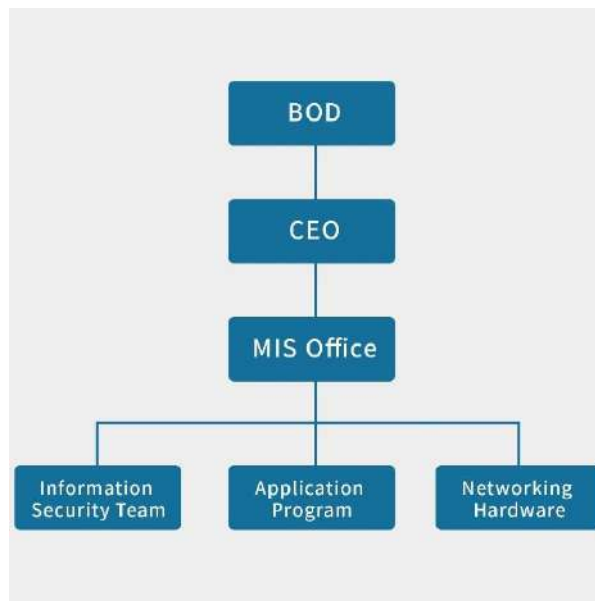 BOD
CEO
MIS Office
Information
Security Team
Application
Program
Networking
Hardware